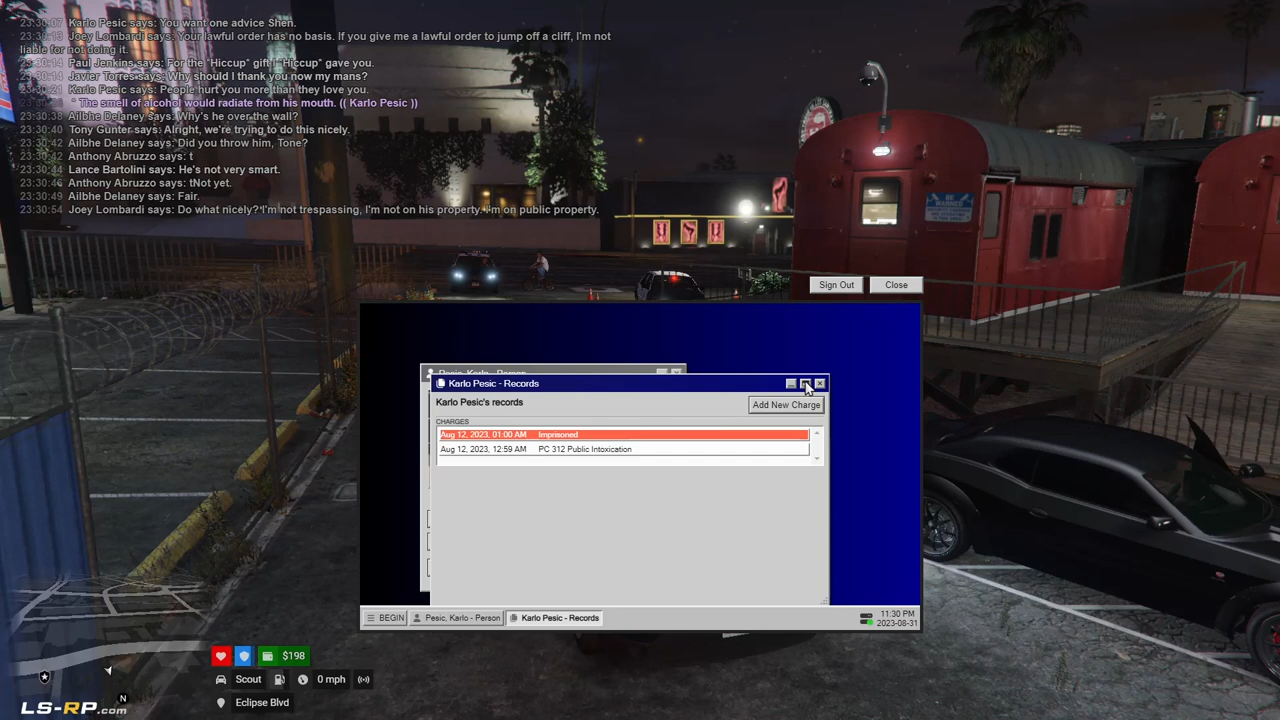 23:30:07 Karlo Pesic says: You want one advice Shen.
23:30:13 Joey Lombardi says: Your lawful order has no basis. If you give me a lawful order to jump off a cliff, I'm not
liable for not doing it.
23:30:14 Paul Jenkins says: For the *Hiccup* gift I *Hiccup* gave you.
23:30:14 Javier Torres says: Why should I thank you now my mans?
23:30:21 Karlo Pesic says: People hurt you more than they love you.
* The smell of alcohol would radiate from his mouth. (( Karlo Pesic ))
23:30:38 Ailbhe Delaney says: Why's he over the wall?
23:30:40 Tony Gunter says: Alright, we're trying to do this nicely.
23:30:42 Ailbhe Delaney says: Did you throw him, Tone?
23:30:42 Anthony Abruzzo says: t
23:30:44 Lance Bartolini says: He's not very smart.
23:30:46 Anthony Abruzzo says: tNot yet.
23:30:49 Ailbhe Delaney says: Fair.
23:30:54 Joey Lombardi says: Do what nicely? I'm not trespassing, I'm not on his property. I'm on public property.
BE WARNED
Sign Out Close
Pesic, Karlo - Person
Karlo Pesic - Records
Karlo Pesic's records
Add New Charge
CHARGES
Aug 12, 2023, 01:00 AM Imprisoned
Aug 12, 2023, 12:59 AM PC 312 Public Intoxication
BEGIN Pesic, Karlo - Person Karlo Pesic - Records
11:30 PM
2023-08-31
$198
Scout 0 mph
N
Eclipse Blvd
LS-RP.com